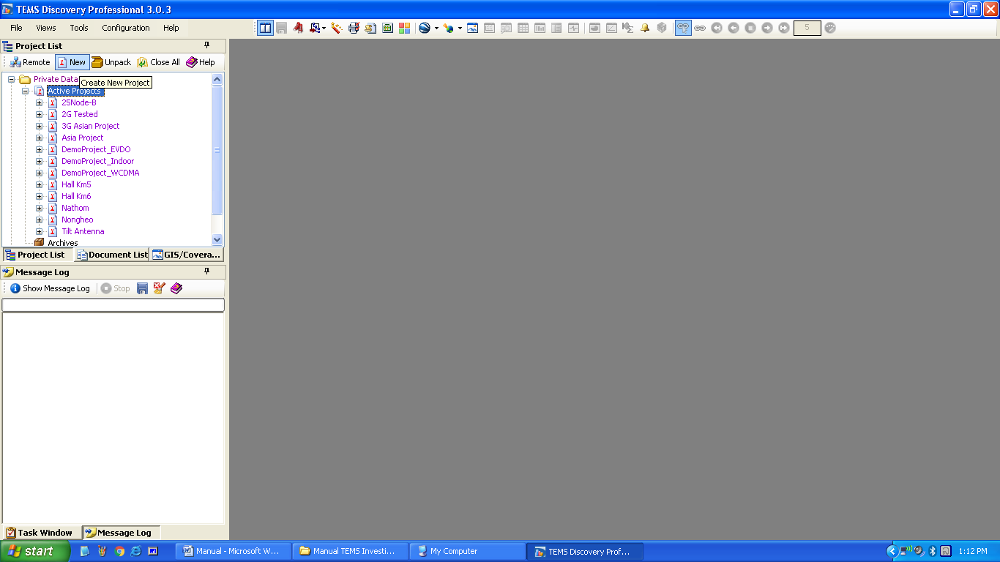 TEMS Discovery Professional 3.0.3
File Views Tools Configuration Help
5
Project List
Remote New Unpack Close All Help
Private Data
Create New Project
Active Projects
25Node-B
2G Tested
3G Asian Project
Asia Project
DemoProject_EVDO
DemoProject_Indoor
DemoProject_WCDMA
Hall Km5
Hall Km6
Nathom
Nongheo
Tilt Antenna
Archives
Project List Document List GIS/Covera...
Message Log
Show Message Log Stop
Task Window Message Log
start Manual - Microsoft W... Manual TEMS Investi... My Computer TEMS Discovery Prof... 1:12 PM